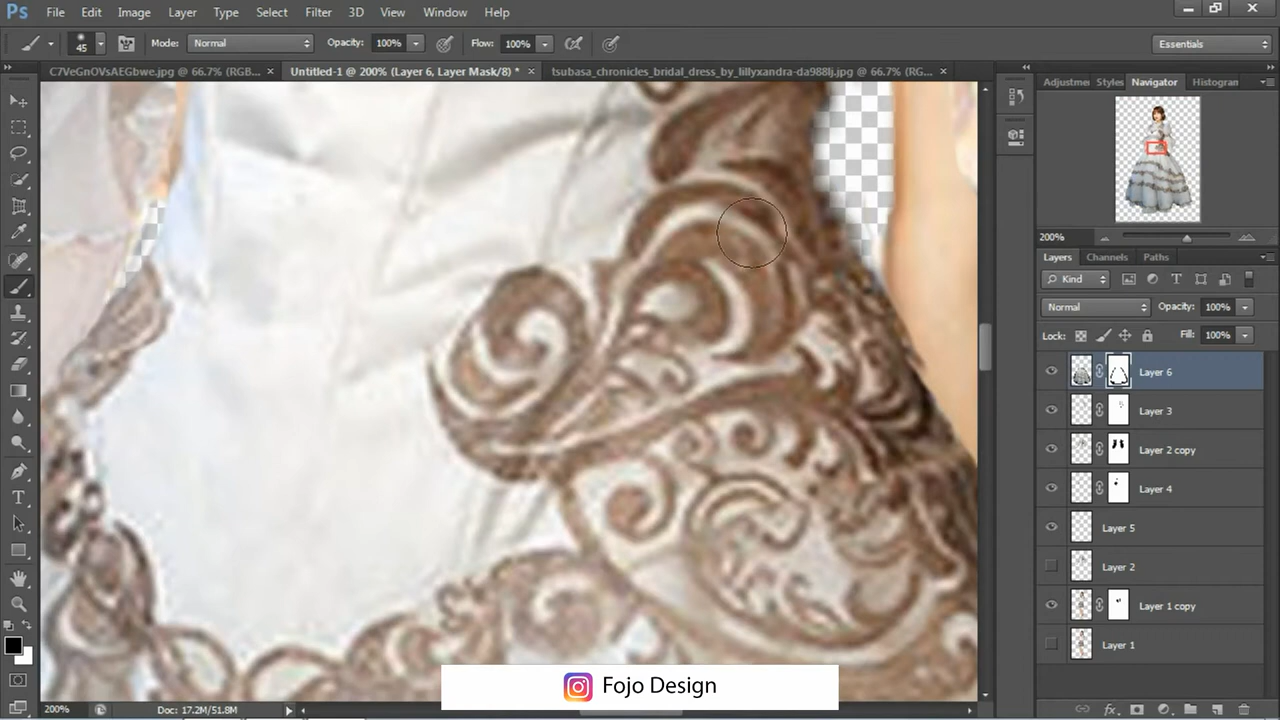 Ps File Edit Image Layer Type Select Filter 3D View Window Help
45 Mode: Normal Opacity: 100% Flow: 100% Essentials
C7VeGnOVsAEGbwe.jpg @ 66.7% (RGB... × Untitled-1 @ 200% (Layer 6, Layer Mask/8) * × tsubasa_chronicles_bridal_dress_by_lillyxandra-da988lj.jpg @ 66.7% (RG... ×
Adjustmen Styles Navigator Histogran
200%
Layers Channels Paths
Kind
Normal Opacity: 100%
Lock: Fill: 100%
Layer 6
Layer 3
Layer 2 copy
Layer 4
Layer 5
Layer 2
Layer 1 copy
Layer 1
Fojo Design
200% Doc: 17.2M/51.8M
fx